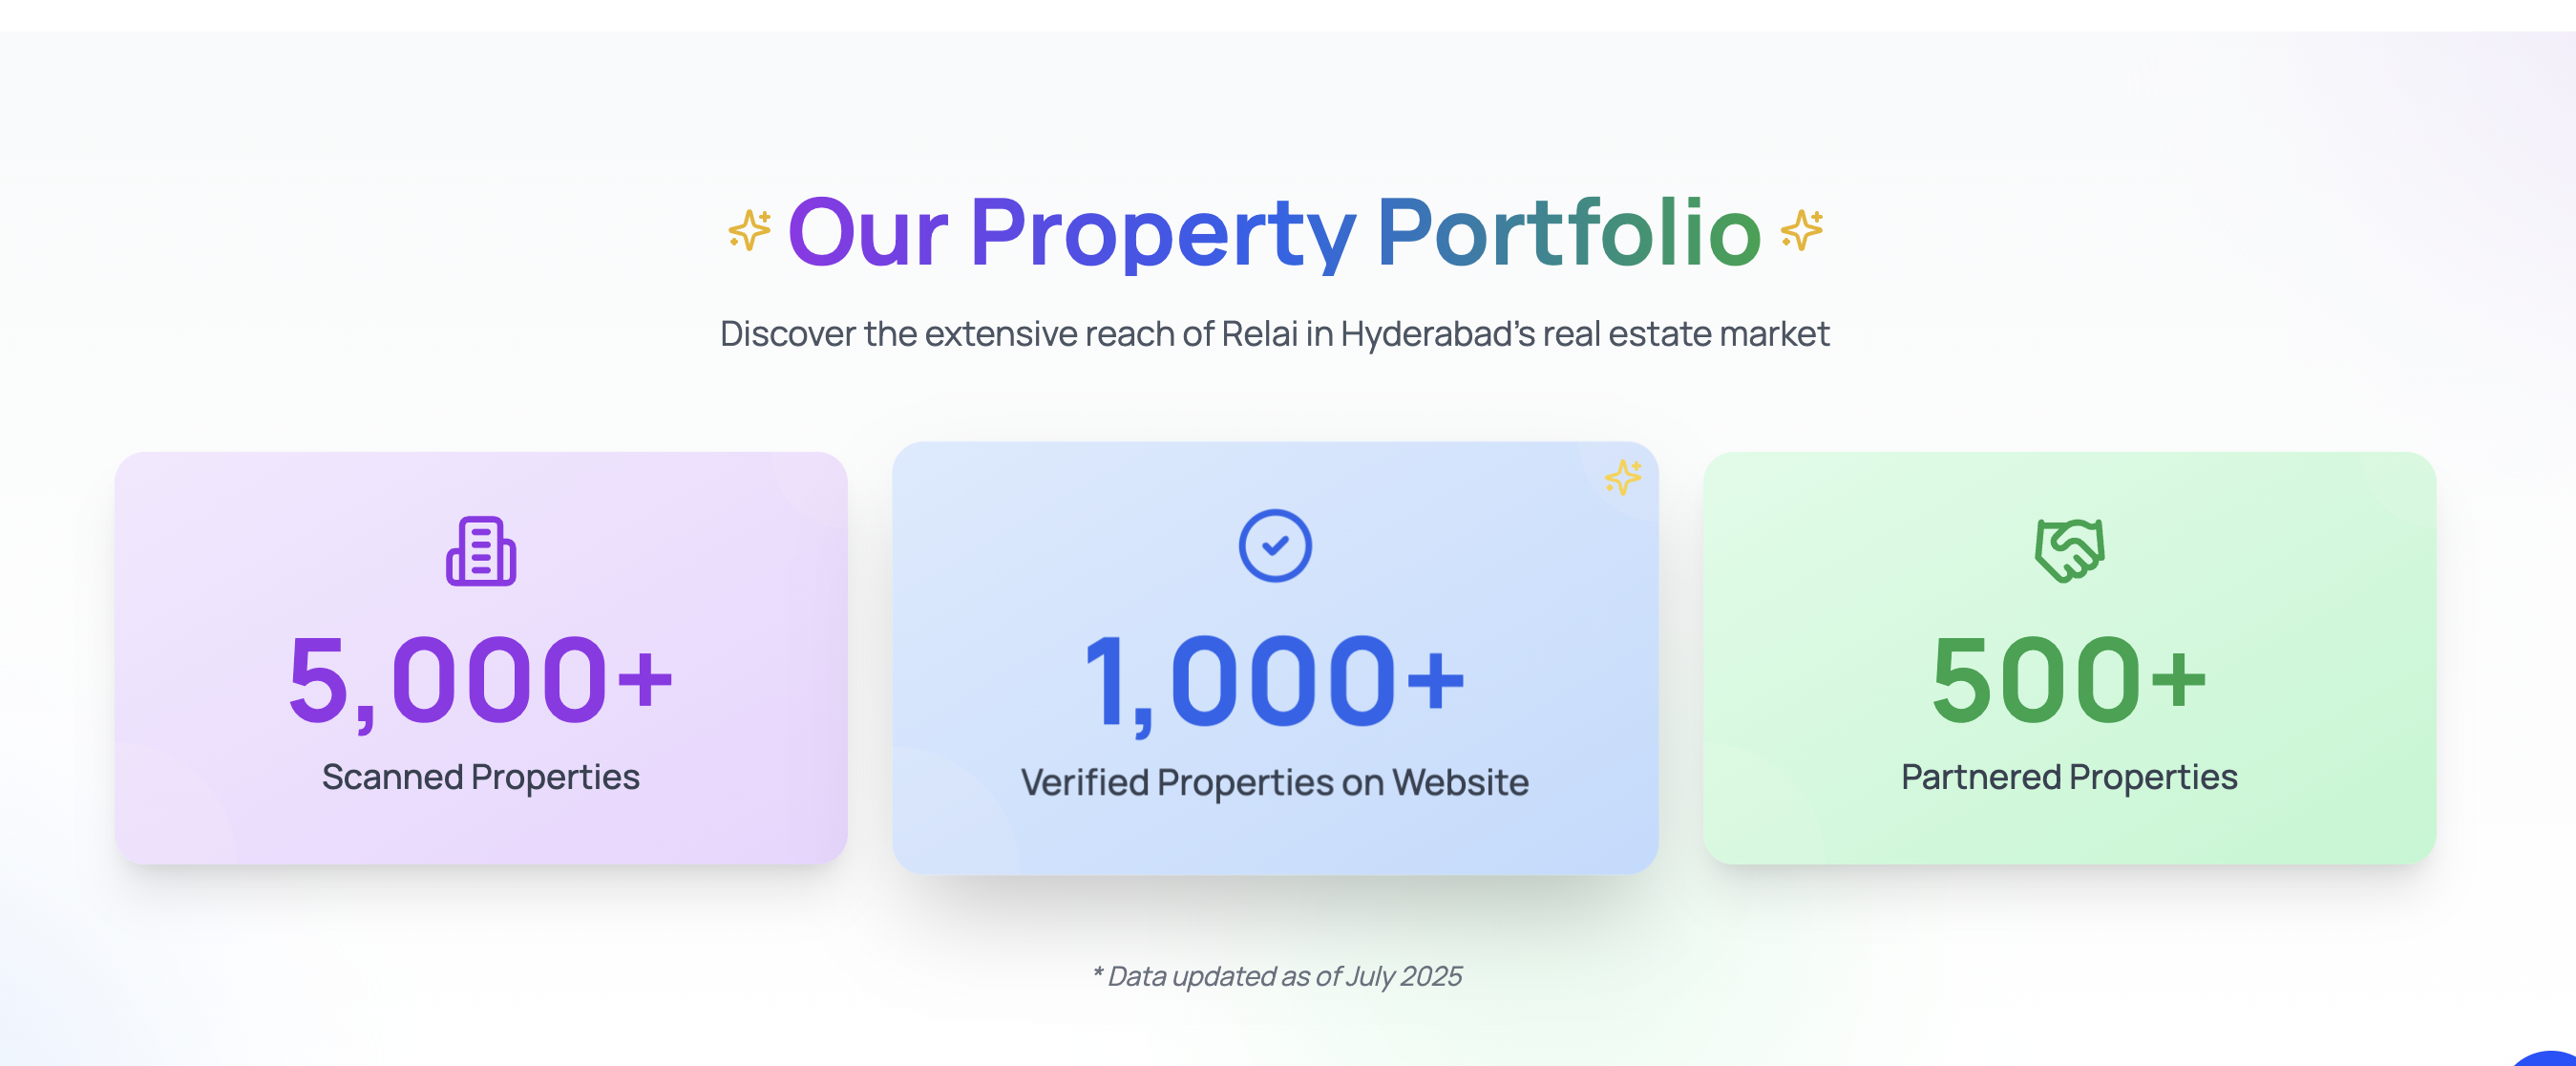 Our Property Portfolio
Discover the extensive reach of Relai in Hyderabad's real estate market
5,000+
Scanned Properties
1,000+
Verified Properties on Website
500+
Partnered Properties
* Data updated as of July 2025